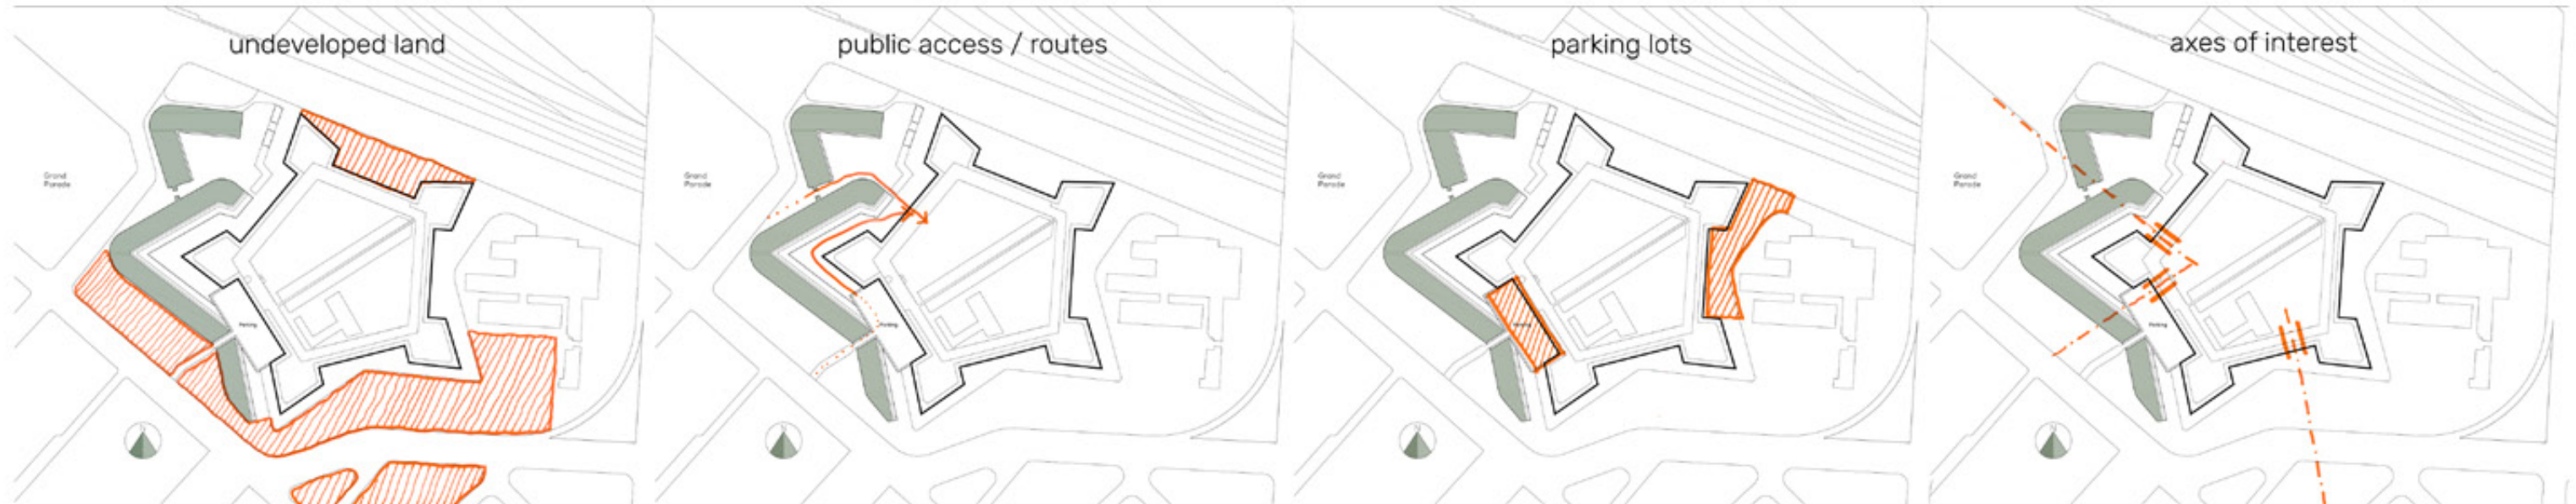 undeveloped land
public access / routes
parking lots
axes of interest
Grand
Parade
Grand
Parade
Grand
Parade
Grand
Parade
Parking
Parking
Parking
Parking